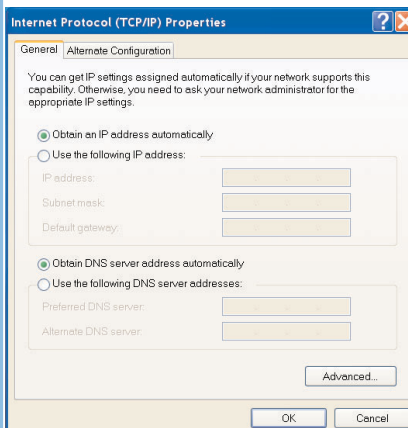 Internet Protocol (TCP/IP) Properties
General
Alternate Configuration
You can get IP settings assigned automatically if your network supports this
capability. Otherwise, you need to ask your network administrator for the
appropriate IP settings.
Obtain an IP address automatically
Use the following IP address:
IP address:
Subnet mask:
Default gateway:
Obtain DNS server address automatically
Use the following DNS server addresses:
Preferred DNS server:
Alternate DNS server:
Advanced...
OK
Cancel